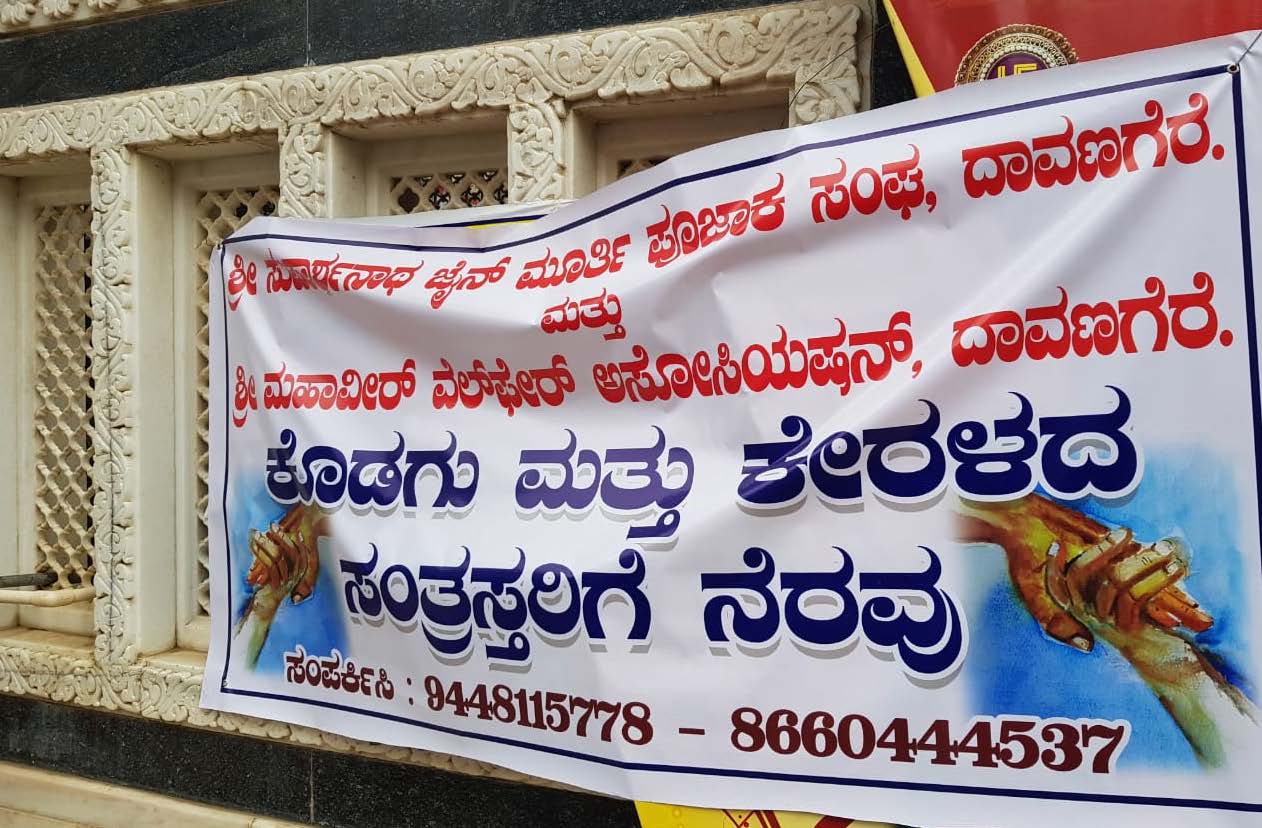 ಶ್ರೀ ಸುಪಾರ್ಶ್ವನಾಥ ಜೈನ್ ಮೂರ್ತಿ ಪೂಜಾಕ ಸಂಘ, ದಾವಣಗೆರೆ.
ಮತ್ತು
ಶ್ರೀ ಮಹಾವೀರ್ ವೆಲ್‌ಫೇರ್ ಅಸೋಸಿಯಷನ್, ದಾವಣಗೆರೆ.
ಕೊಡಗು ಮತ್ತು ಕೇರಳದ
ಸಂತ್ರಸ್ತರಿಗೆ ನೆರವು
ಸಂಪರ್ಕಿಸಿ : 9448115778 - 8660444537